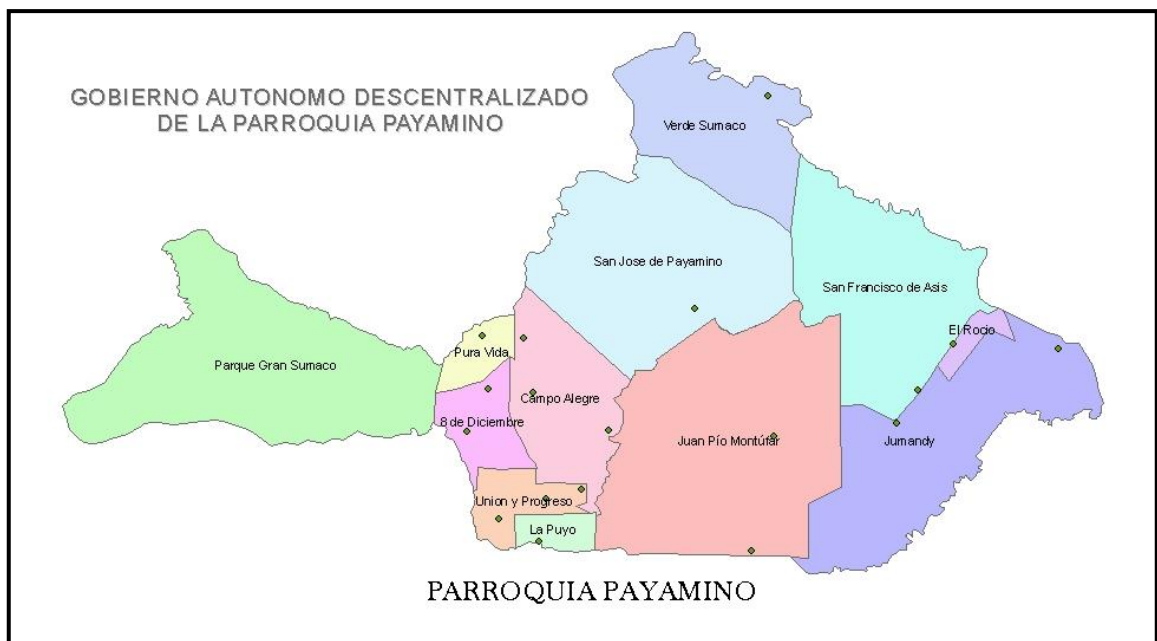 GOBIERNO AUTONOMO DESCENTRALIZADO
DE LA PARROQUIA PAYAMINO
Verde Sumaco
San Jose de Payamino
San Francisco de Asis
El Rocio
Pura Vida
Parque Gran Sumaco
Campo Alegre
8 de Diciembre
Juan Pío Montúfar
Jumandy
Union y Progreso
La Puyo
PARROQUIA PAYAMINO